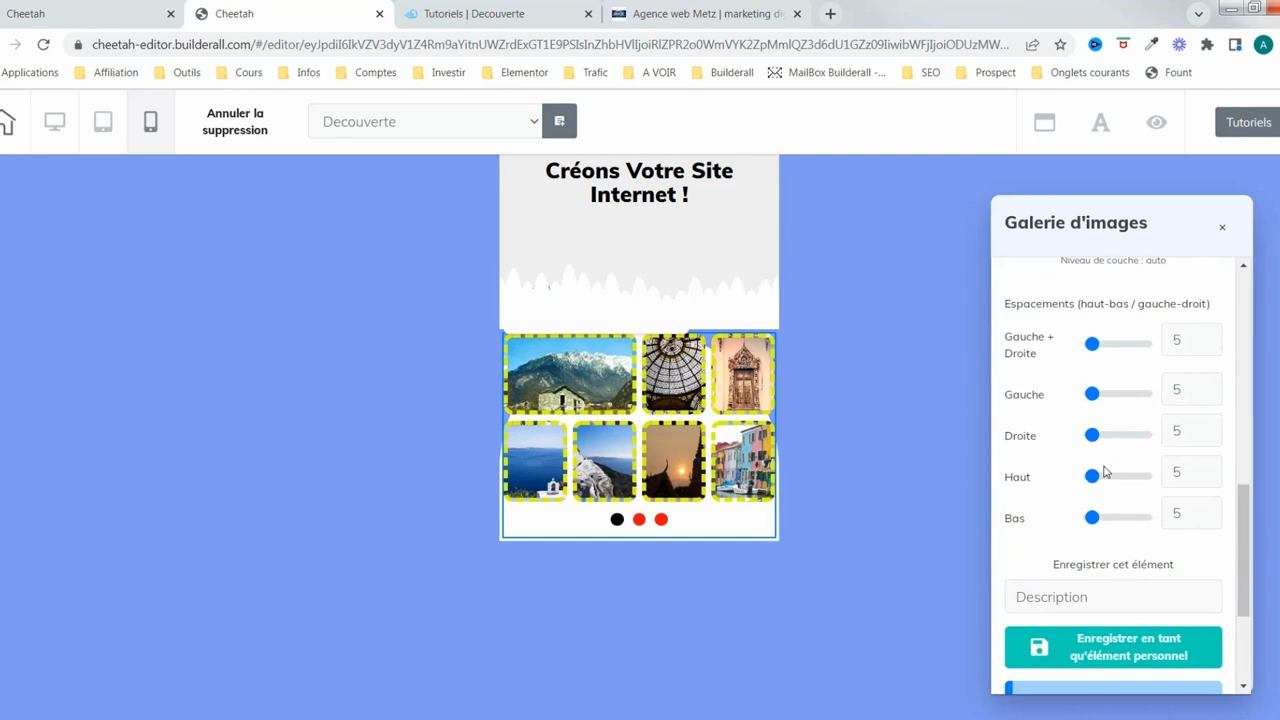 Cheetah
Cheetah
Tutoriels | Decouverte
Agence web Metz | marketing di
cheetah-editor.builderall.com/#/editor/
Applications
Affiliation
Outils
Cours
Infos
Comptes
Investir
Elementor
Trafic
A VOIR
Builderall
MailBox Builderall -...
SEO
Prospect
Onglets courants
Fount
A
Annuler la
suppression
Decouverte
Tutoriels
Créons Votre Site
Internet !
Galerie d'images
×
Niveau de couche : auto
Espacements (haut-bas / gauche-droit)
Gauche +
Droite
5
Gauche
5
Droite
5
Haut
5
Bas
5
Enregistrer cet élément
Description
Enregistrer en tant
qu'élément personnel